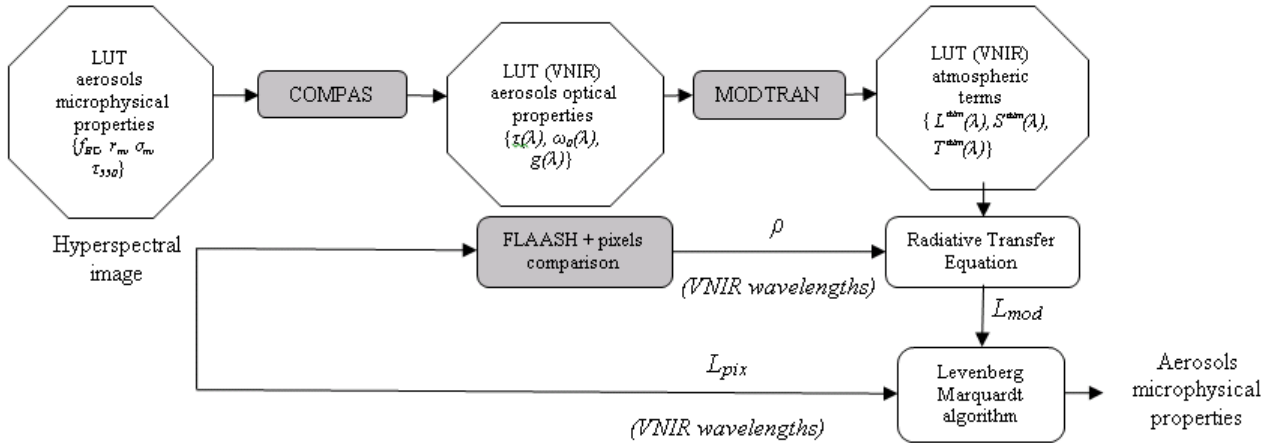 LUT
aerosols
microphysical
properties
{f_BC, r_m, σ_m,
τ_550}
COMPAS
LUT (VNIR)
aerosols optical
properties
{τ(λ), ω_0(λ),
g(λ)}
MODTRAN
LUT (VNIR)
atmospheric
terms
{ L^atm(λ), S^atm(λ),
T^atm(λ)}
Hyperspectral
image
FLAASH + pixels
comparison
ρ
(VNIR wavelengths)
Radiative Transfer
Equation
L_mod
L_pix
(VNIR wavelengths)
Levenberg
Marquardt
algorithm
Aerosols
microphysical
properties